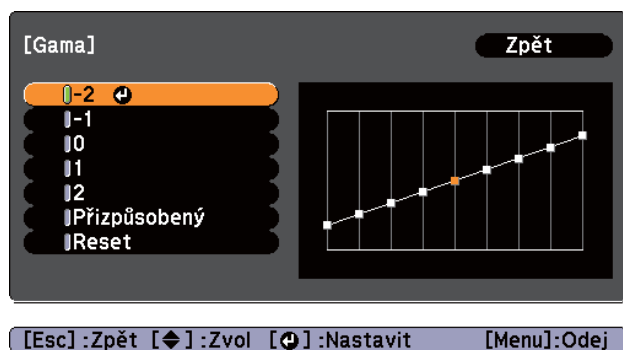 [Gama] Zpět
-2
-1
0
1
2
Přizpůsobený
Reset
[Esc] :Zpět [◆] :Zvol [⏎] :Nastavit [Menu]:Odej